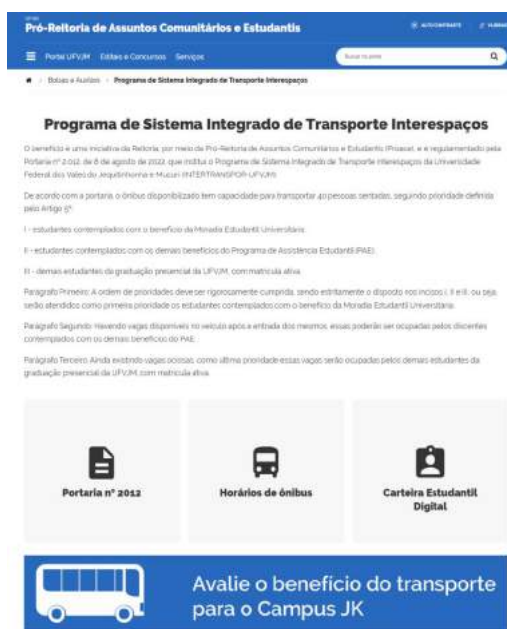 UFVJM
Pró-Reitoria de Assuntos Comunitários e Estudantis
AUTO CONTRASTE
VLIBRAS
Portal UFVJM Editais e Concursos Serviços
Buscar no portal
Bolsas e Auxílios Programa de Sistema Integrado de Transporte Interespaços
Programa de Sistema Integrado de Transporte Interespaços
O benefício é uma iniciativa da Reitoria, por meio de Pró-Reitoria de Assuntos Comunitários e Estudantis (Proace), e é regulamentado pela
Portaria nº 2.012, de 8 de agosto de 2022, que institui o Programa de Sistema Integrado de Transporte Interespaços da Universidade
Federal dos Vales do Jequitinhonha e Mucuri (INTERTRANSPOR-UFVJM).
De acordo com a portaria, o ônibus disponibilizado tem capacidade para transportar 40 pessoas sentadas, seguindo prioridade definida
pelo Artigo 5º:
I - estudantes contemplados com o benefício da Moradia Estudantil Universitária;
II - estudantes contemplados com os demais benefícios do Programa de Assistência Estudantil (PAE);
III - demais estudantes da graduação presencial da UFVJM, com matrícula ativa.
Parágrafo Primeiro: A ordem de prioridades deve ser rigorosamente cumprida, sendo estritamente o disposto nos incisos I, II e III, ou seja,
serão atendidos como primeira prioridade os estudantes contemplados com o benefício da Moradia Estudantil Universitária.
Parágrafo Segundo: Havendo vagas disponíveis no veículo após a entrada dos mesmos, essas poderão ser ocupadas pelos discentes
contemplados com os demais benefícios do PAE.
Parágrafo Terceiro: Ainda existindo vagas ociosas, como última prioridade essas vagas serão ocupadas pelos demais estudantes da
graduação presencial da UFVJM, com matrícula ativa.
Portaria nº 2012
Horários de ônibus
Carteira Estudantil
Digital
Avalie o benefício do transporte
para o Campus JK